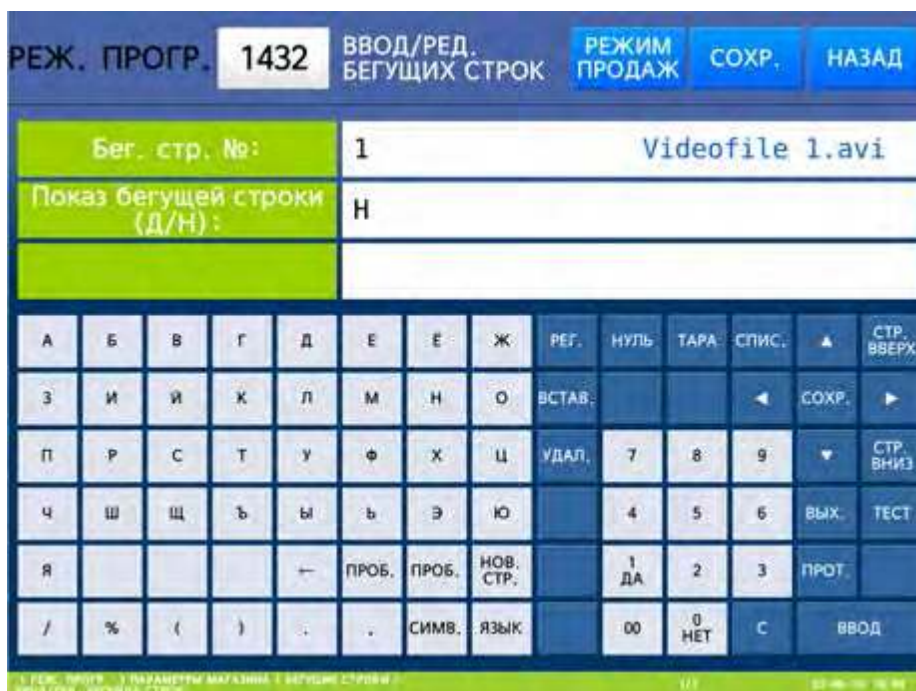 РЕЖ. ПРОГР. 1432 ВВОД/РЕД. БЕГУЩИХ СТРОК РЕЖИМ ПРОДАЖ СОХР. НАЗАД
Бег. стр. №: 1 Videofile 1.avi
Показ бегущей строки (Д/Н): Н
А Б В Г Д Е Ё Ж РЕГ. НУЛЬ ТАРА СПИС. ▲ СТР. ВВЕРХ
З И Й К Л М Н О ВСТАВ. ◄ СОХР. ►
П Р С Т У Ф Х Ц УДАЛ. 7 8 9 ▼ СТР. ВНИЗ
Ч Ш Щ Ъ Ы Ь Э Ю 4 5 6 ВЫХ. ТЕСТ
Я ← ПРОБ. ПРОБ. НОВ. СТР. 1 ДА 2 3 ПРОТ.
/ % ( ) . , СИМВ. ЯЗЫК 00 0 НЕТ С ВВОД
1/1